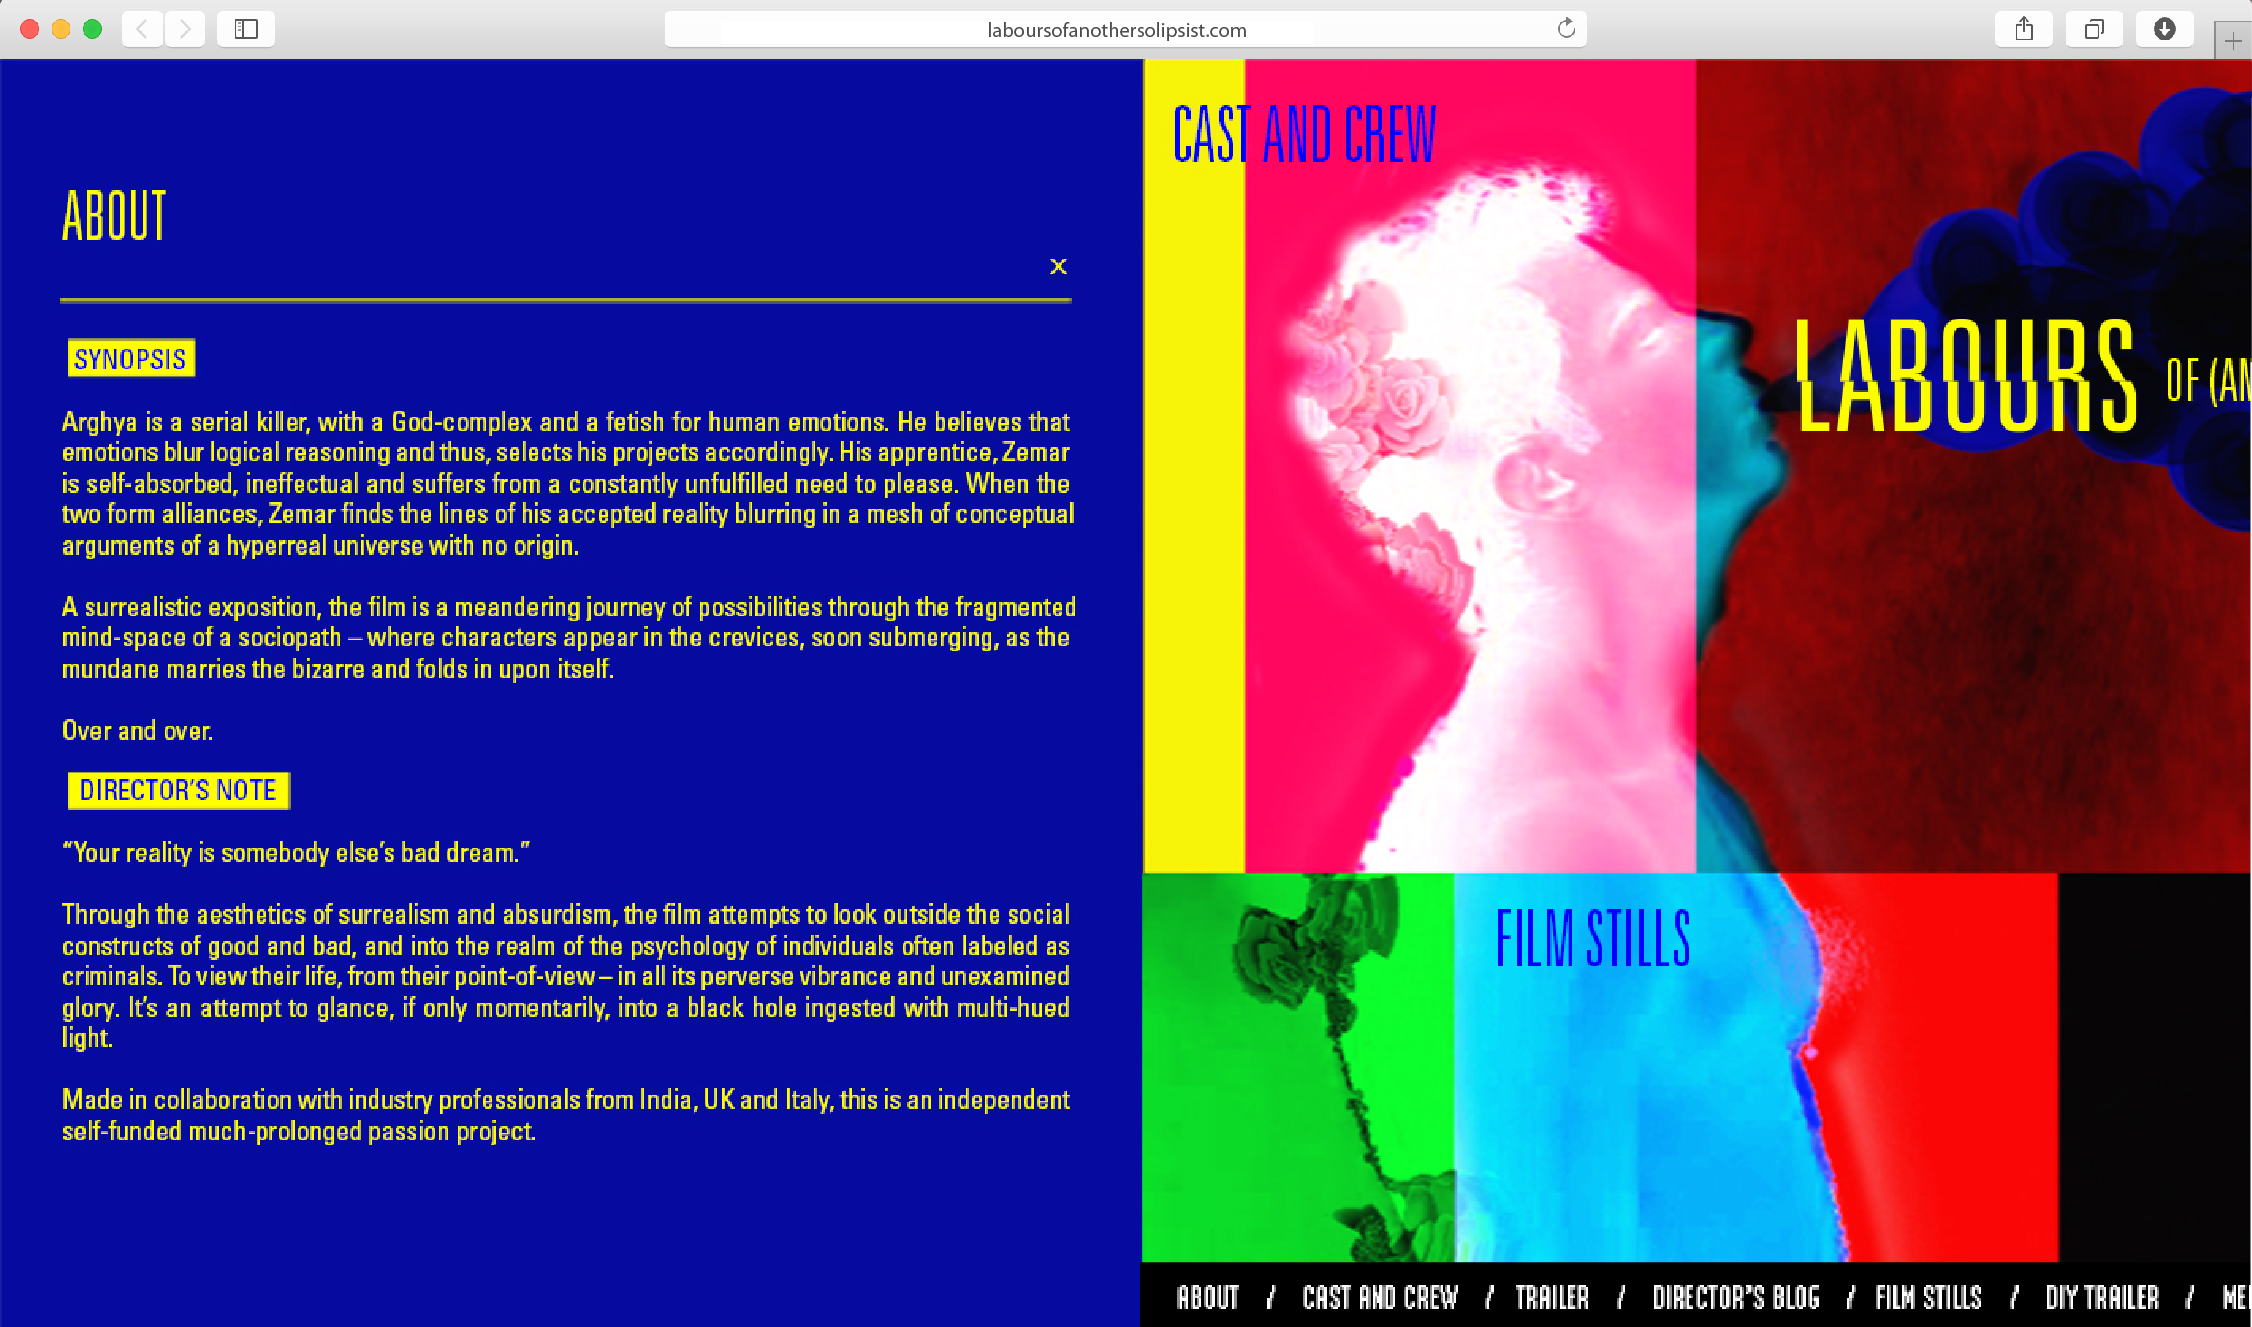 laboursofanothersolipsist.com
ABOUT
x
SYNOPSIS
Arghya is a serial killer, with a God-complex and a fetish for human emotions. He believes that
emotions blur logical reasoning and thus, selects his projects accordingly. His apprentice, Zemar
is self-absorbed, ineffectual and suffers from a constantly unfulfilled need to please. When the
two form alliances, Zemar finds the lines of his accepted reality blurring in a mesh of conceptual
arguments of a hyperreal universe with no origin.
A surrealistic exposition, the film is a meandering journey of possibilities through the fragmented
mind-space of a sociopath – where characters appear in the crevices, soon submerging, as the
mundane marries the bizarre and folds in upon itself.
Over and over.
DIRECTOR’S NOTE
“Your reality is somebody else’s bad dream.”
Through the aesthetics of surrealism and absurdism, the film attempts to look outside the social
constructs of good and bad, and into the realm of the psychology of individuals often labeled as
criminals. To view their life, from their point-of-view – in all its perverse vibrance and unexamined
glory. It’s an attempt to glance, if only momentarily, into a black hole ingested with multi-hued
light.
Made in collaboration with industry professionals from India, UK and Italy, this is an independent
self-funded much-prolonged passion project.
CAST AND CREW
LABOURS OF (AN
FILM STILLS
ABOUT / CAST AND CREW / TRAILER / DIRECTOR'S BLOG / FILM STILLS / DIY TRAILER / ME